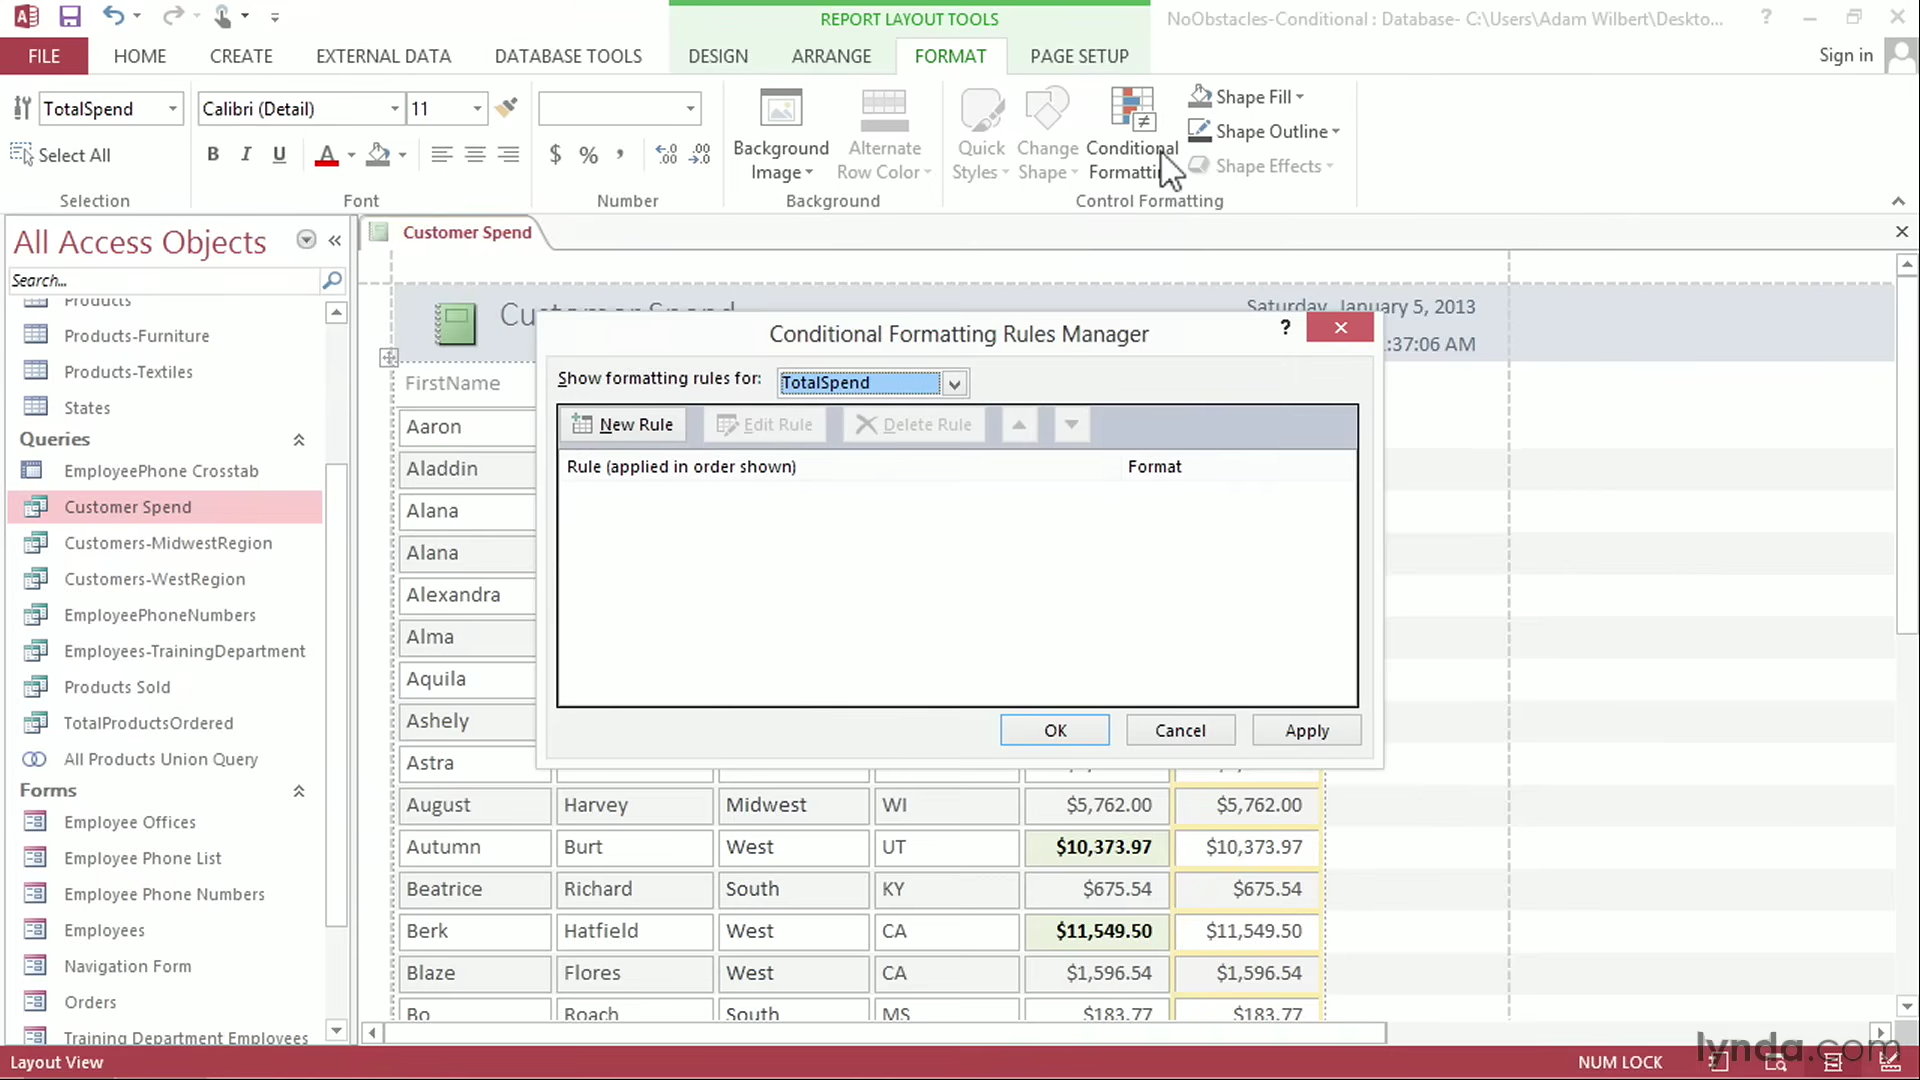 REPORT LAYOUT TOOLS
NoObstacles-Conditional : Database- C:\Users\Adam Wilbert\Deskto...
?
FILE
HOME
CREATE
EXTERNAL DATA
DATABASE TOOLS
DESIGN
ARRANGE
FORMAT
PAGE SETUP
Sign in
TotalSpend
Calibri (Detail)
11
Select All
B I U A
$ % ,
Background
Image
Alternate
Row Color
Quick
Styles
Change
Shape
Conditional
Formatti
Shape Fill
Shape Outline
Shape Effects
Selection
Font
Number
Background
Control Formatting
All Access Objects
Search...
Products
Products-Furniture
Products-Textiles
States
Queries
EmployeePhone Crosstab
Customer Spend
Customers-MidwestRegion
Customers-WestRegion
EmployeePhoneNumbers
Employees-TrainingDepartment
Products Sold
TotalProductsOrdered
All Products Union Query
Forms
Employee Offices
Employee Phone List
Employee Phone Numbers
Employees
Navigation Form
Orders
Training Department Employees
Customer Spend
Customer Spend
Saturday, January 5, 2013
:37:06 AM
FirstName
Aaron
Aladdin
Alana
Alana
Alexandra
Alma
Aquila
Ashely
Astra
Conditional Formatting Rules Manager
?
Show formatting rules for:
TotalSpend
New Rule
Edit Rule
Delete Rule
Rule (applied in order shown)
Format
OK
Cancel
Apply
August Harvey Midwest WI $5,762.00 $5,762.00
Autumn Burt West UT $10,373.97 $10,373.97
Beatrice Richard South KY $675.54 $675.54
Berk Hatfield West CA $11,549.50 $11,549.50
Blaze Flores West CA $1,596.54 $1,596.54
Bo Roach South MS $183.77 $183.77
Layout View
NUM LOCK
lynda.com